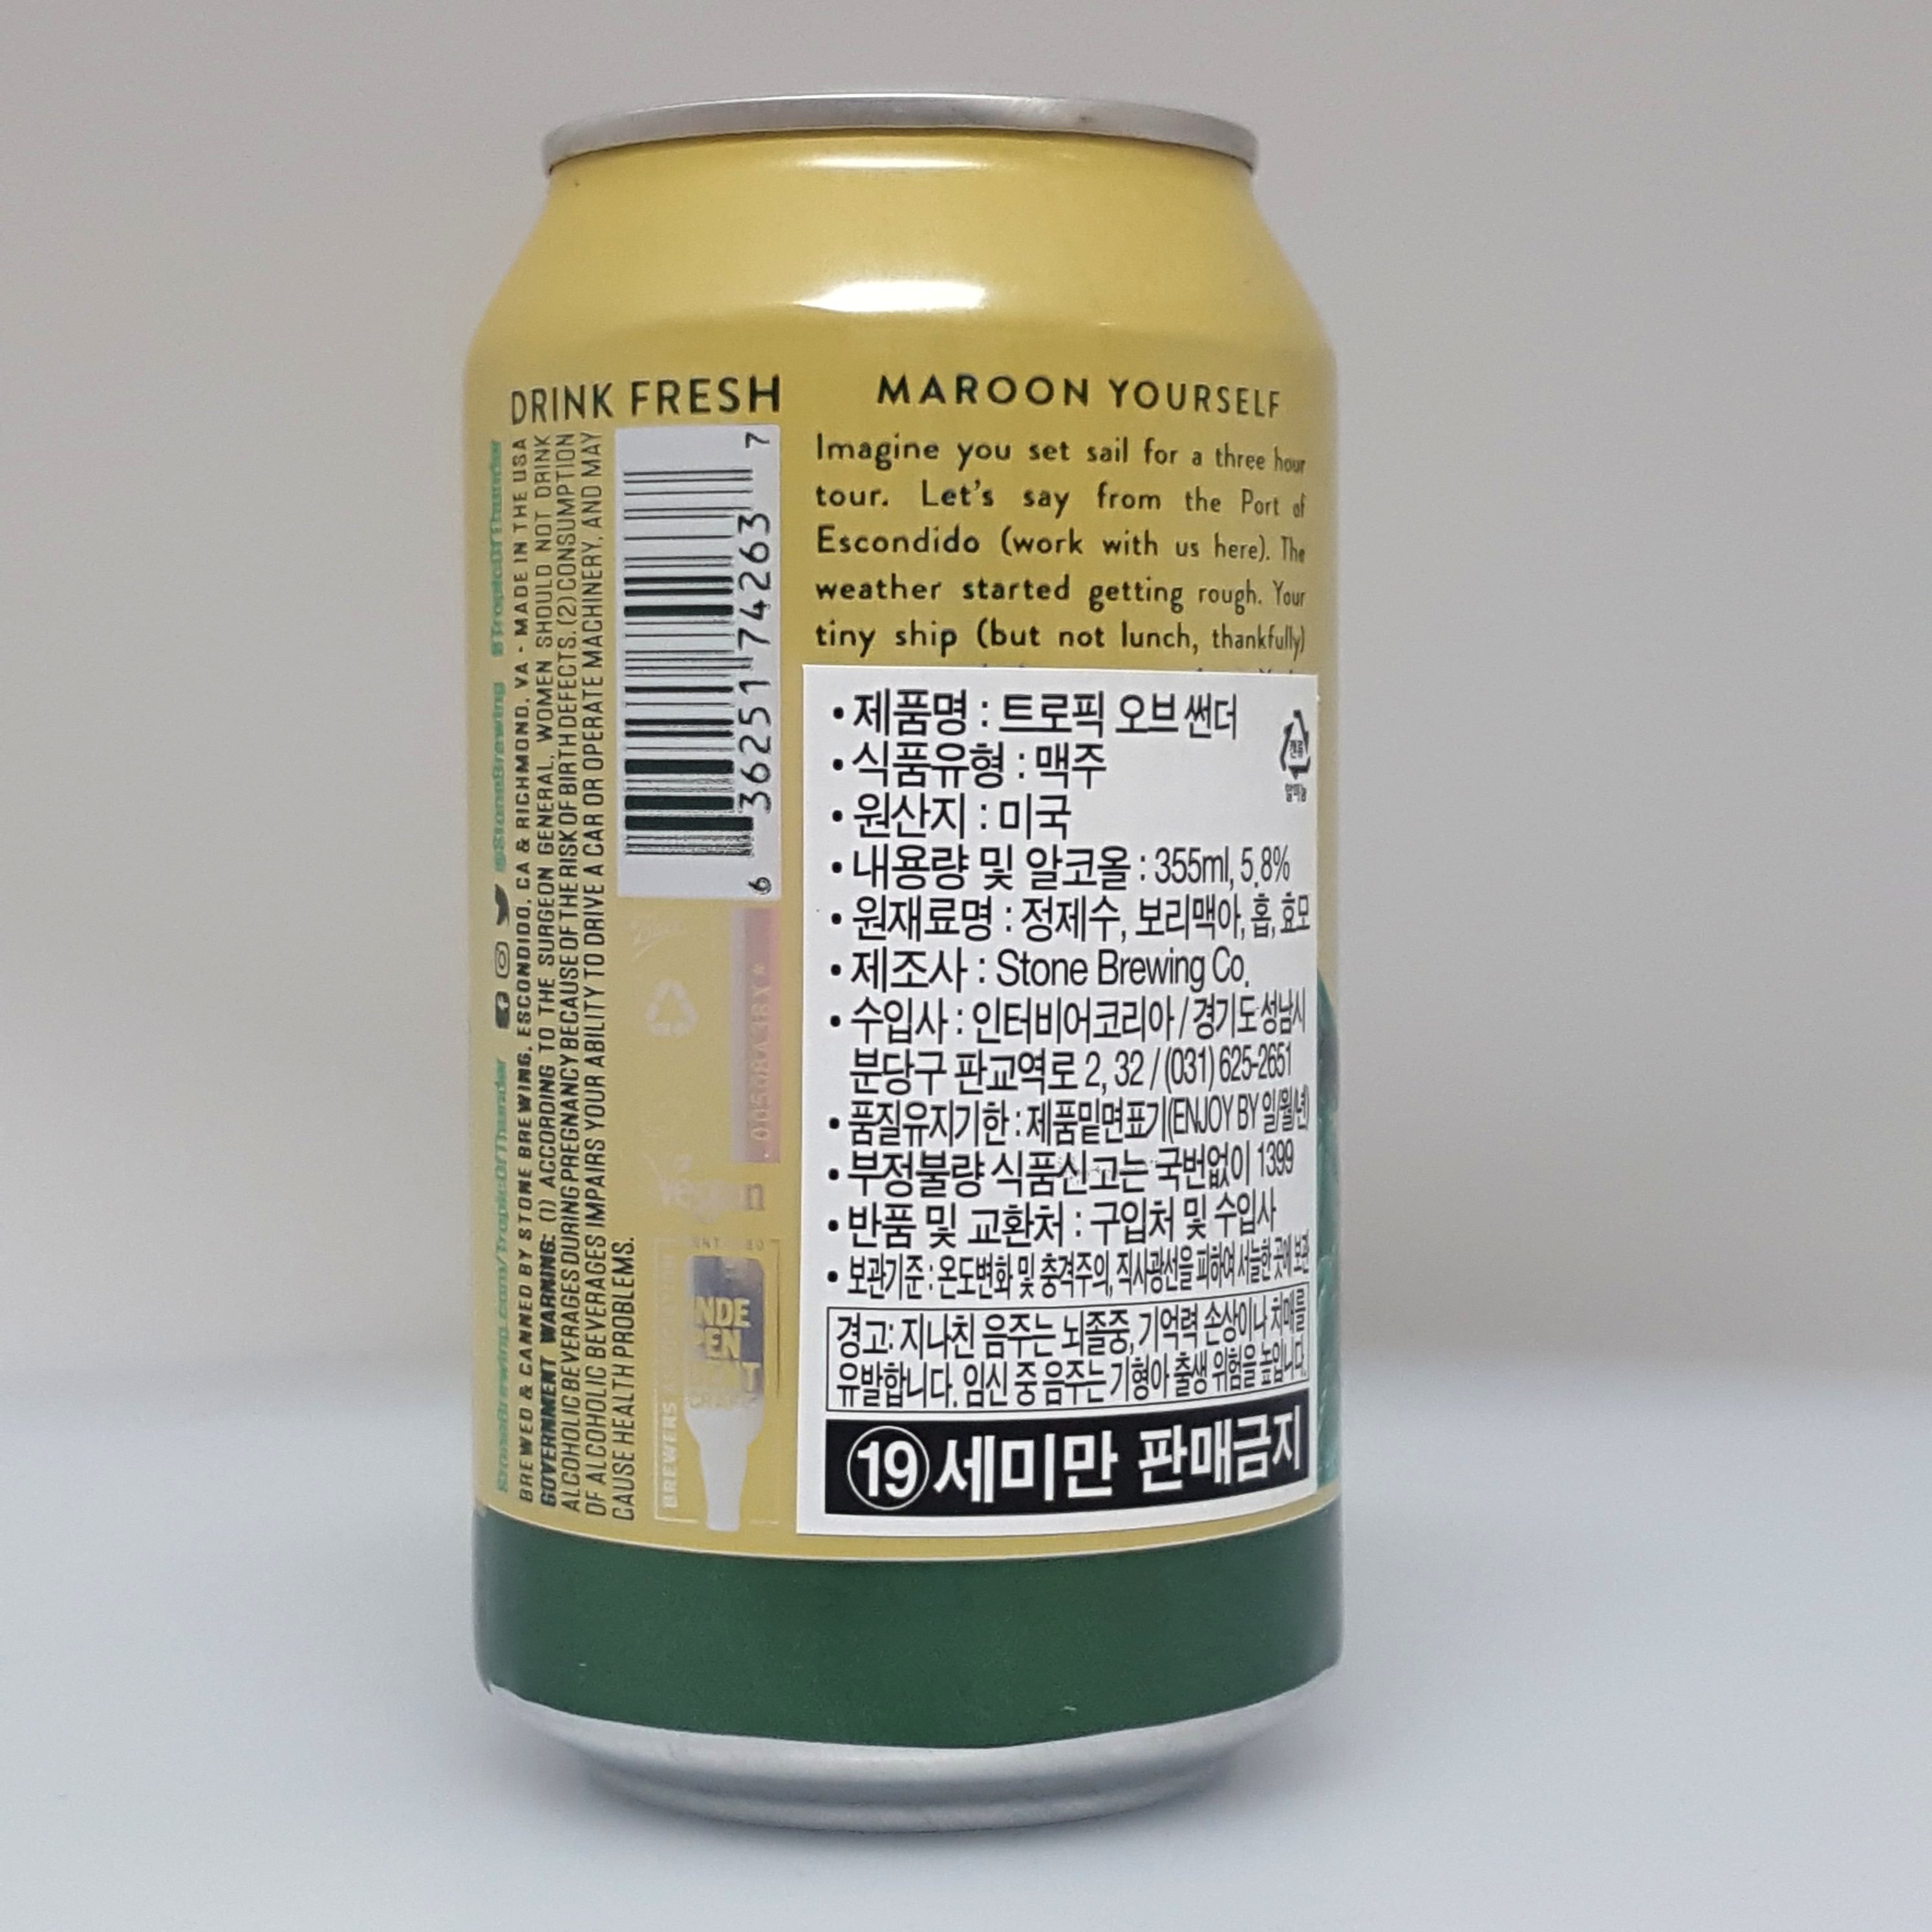 DRINK FRESH
StoneBrewing.com/TropicOfThunder @StoneBrewing #TropicOfThunder
BREWED & CANNED BY STONE BREWING, ESCONDIDO, CA & RICHMOND, VA - MADE IN THE USA
GOVERNMENT WARNING: (1) ACCORDING TO THE SURGEON GENERAL, WOMEN SHOULD NOT DRINK
ALCOHOLIC BEVERAGES DURING PREGNANCY BECAUSE OF THE RISK OF BIRTH DEFECTS. (2) CONSUMPTION
OF ALCOHOLIC BEVERAGES IMPAIRS YOUR ABILITY TO DRIVE A CAR OR OPERATE MACHINERY, AND MAY
CAUSE HEALTH PROBLEMS.
6 36251 74263 7
Vegan
BREWERS
INDE
PEN
MAROON YOURSELF
Imagine you set sail for a three hour
tour. Let's say from the Port of
Escondido (work with us here). The
weather started getting rough. Your
tiny ship (but not lunch, thankfully)
• 제품명 : 트로픽 오브 썬더
• 식품유형 : 맥주
캔류
알미늄
• 원산지 : 미국
• 내용량 및 알코올 : 355ml, 5.8%
• 원재료명 : 정제수, 보리맥아, 홉, 효모
• 제조사 : Stone Brewing Co.
• 수입사 : 인터비어코리아 / 경기도 성남시
분당구 판교역로 2, 32 / (031) 625-2651
• 품질유지기한 : 제품밑면표기(ENJOY BY 일/월/년)
• 부정불량 식품신고는 국번없이 1399
• 반품 및 교환처 : 구입처 및 수입사
• 보관기준 : 온도변화 및 충격주의, 직사광선을 피하여 서늘한 곳에 보관
경고: 지나친 음주는 뇌졸중, 기억력 손상이나 치매를
유발합니다. 임신 중 음주는 기형아 출생 위험을 높입니다.
19세미만 판매금지